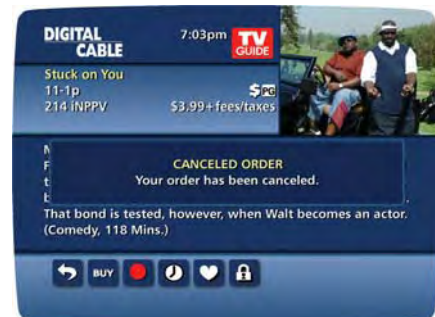 DIGITAL
CABLE
7:03pm
TV
GUIDE
Stuck on You
11-1p
$ PG
214 iNPPV
$3.99+fees/taxes
CANCELED ORDER
Your order has been canceled.
That bond is tested, however, when Walt becomes an actor.
(Comedy, 118 Mins.)
BUY